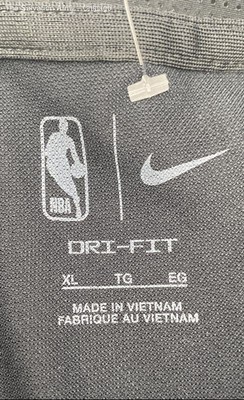 NBA
DRI-FIT
XL TG EG
MADE IN VIETNAM
FABRIQUE AU VIETNAM